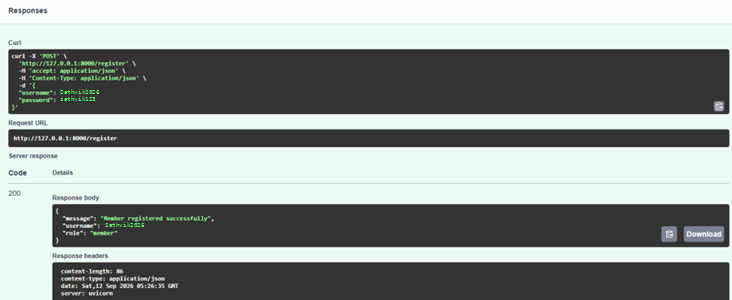 Responses
Curl
curl -X 'POST' \
'http://127.0.0.1:8000/register' \
-H 'accept: application/json' \
-H 'Content-Type: application/json' \
-d '{
"username": Sathvik2026
"password": sathvik123
}'
Request URL
http://127.0.0.1:8000/register
Server response
Code Details
200
Response body
{
"message": "Member registered successfully",
"username": Sathvik2026
"role": "member"
}
Download
Response headers
content-length: 86
content-type: application/json
date: Sat,12 Sep 2026 05:26:35 GMT
server: uvicorn